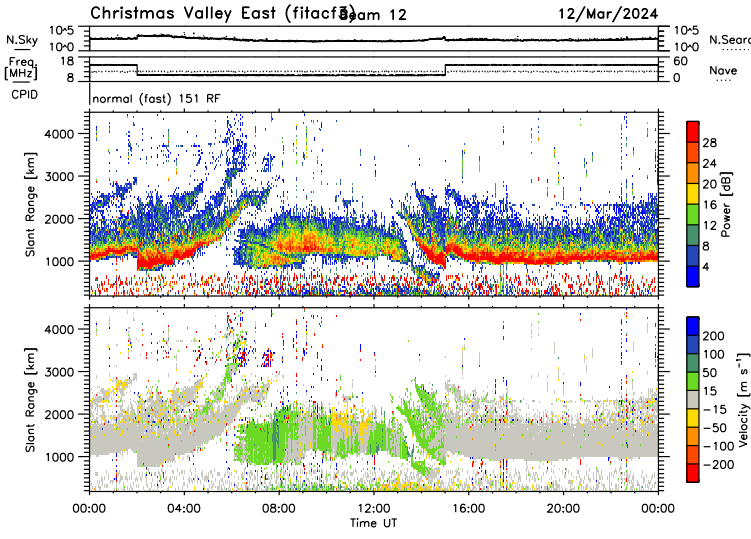 Christmas Valley East (fitacf3) Beam 12 12/Mar/2024
N.Sky 10^5 10^0 10^5 10^0 N.Searc
Freq. [MHz] 18 8 60 0 Nave
CPID normal (fast) 151 RF
Slant Range [km] 4000 3000 2000 1000
Power [dB] 28 24 20 16 12 8 4
Slant Range [km] 4000 3000 2000 1000
Velocity [m s⁻¹] 200 100 50 15 −15 −50 −100 −200
00:00 04:00 08:00 12:00 16:00 20:00 00:00
Time UT